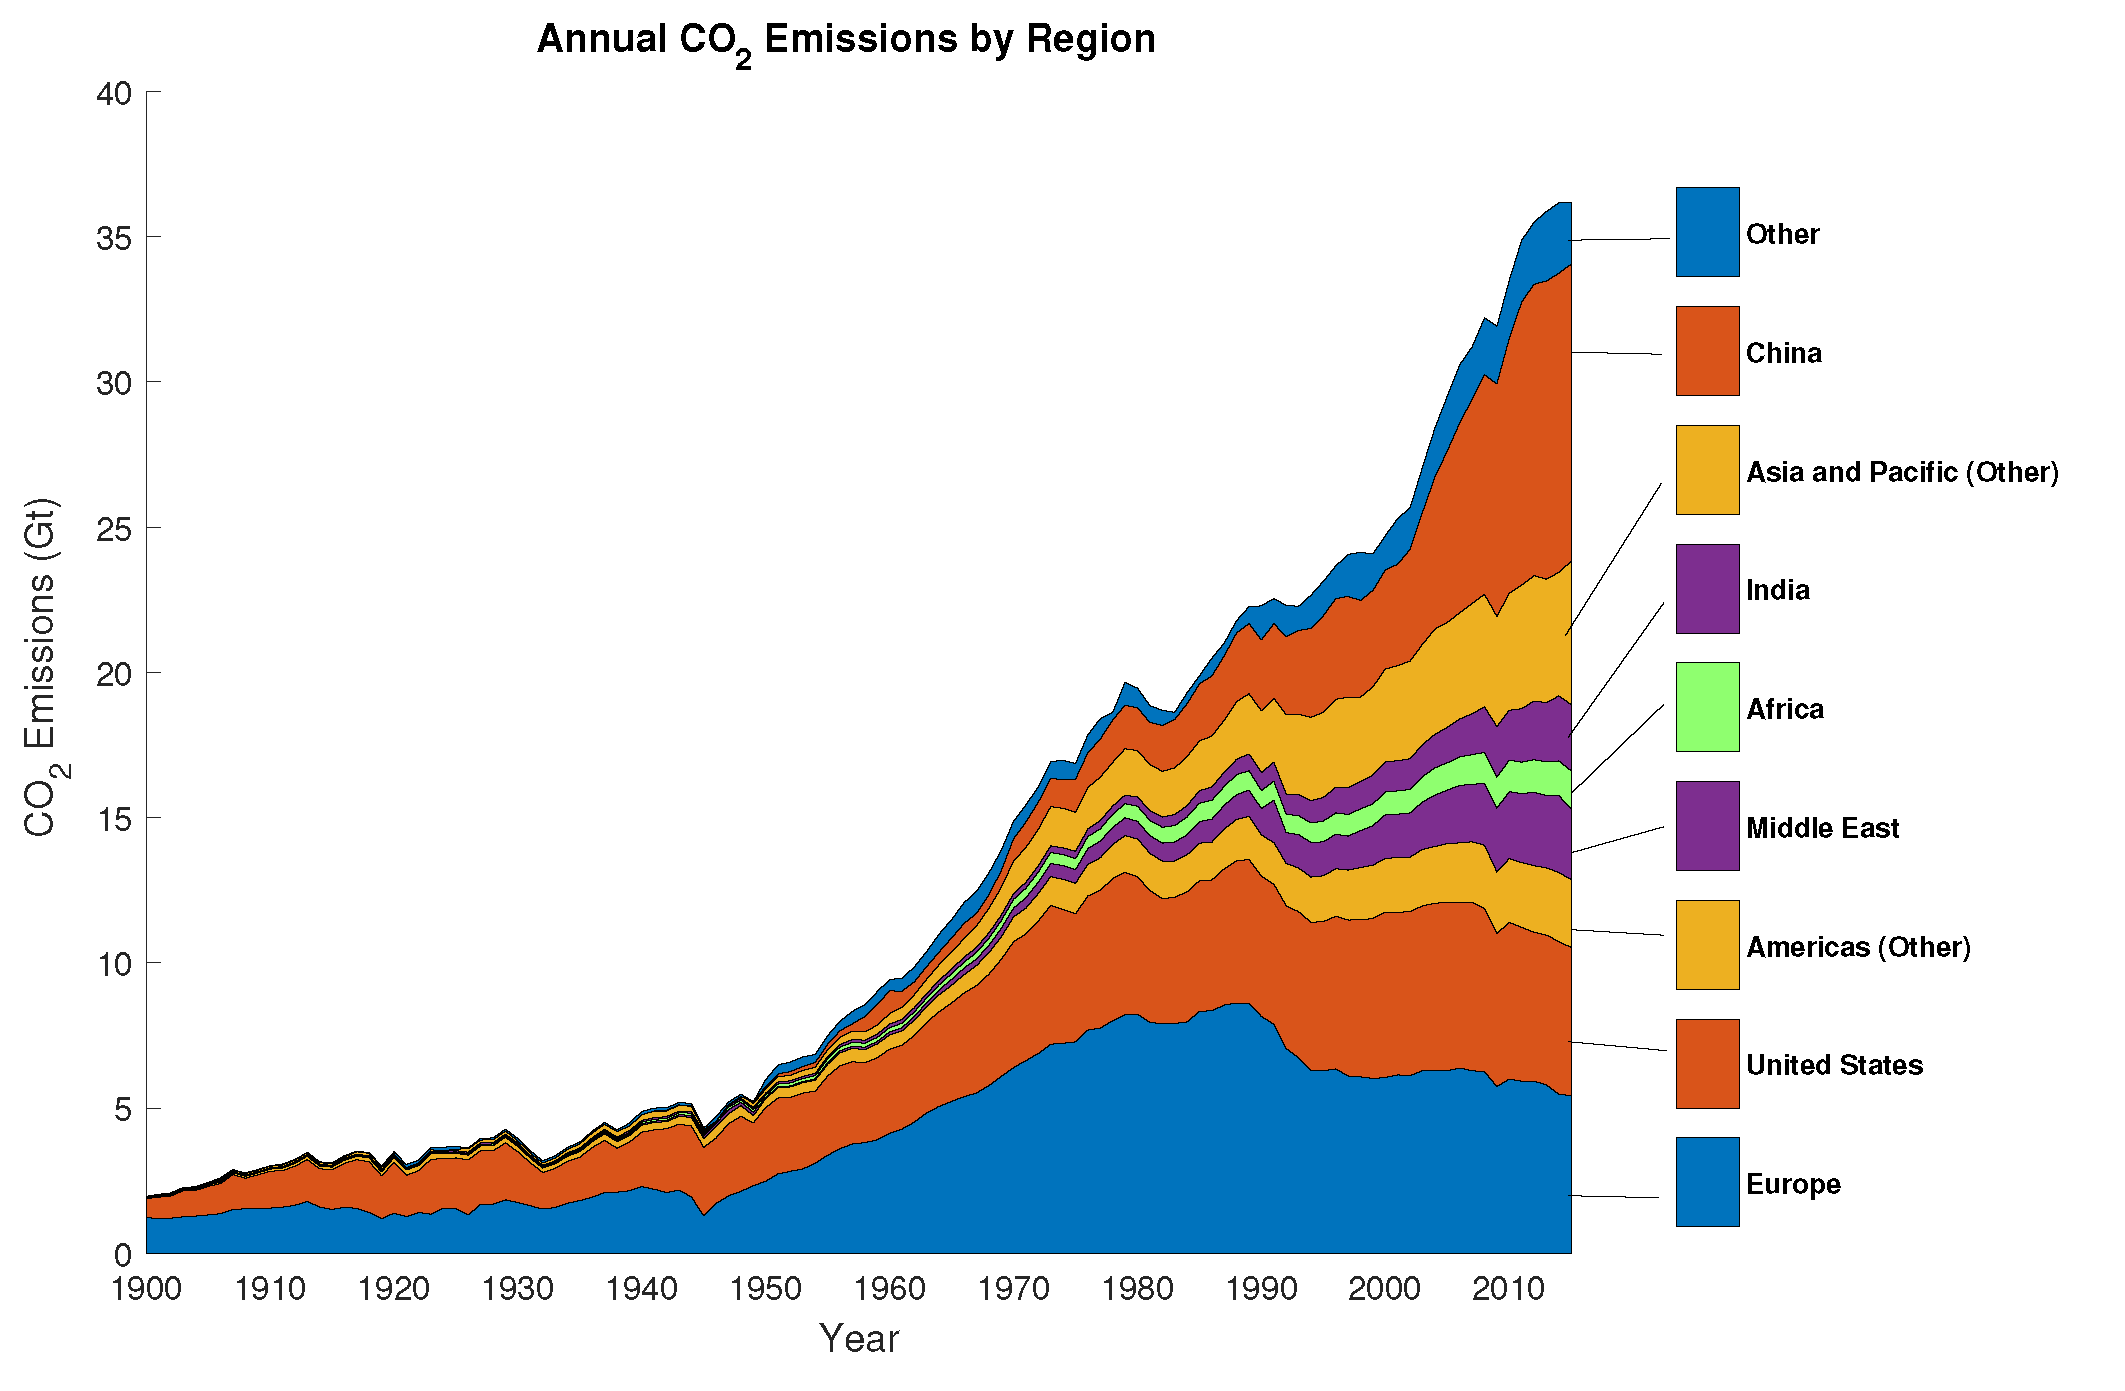 Annual CO2 Emissions by Region
CO2 Emissions (Gt)
40
35
30
25
20
15
10
5
0
1900 1910 1920 1930 1940 1950 1960 1970 1980 1990 2000 2010
Year
Other
China
Asia and Pacific (Other)
India
Africa
Middle East
Americas (Other)
United States
Europe